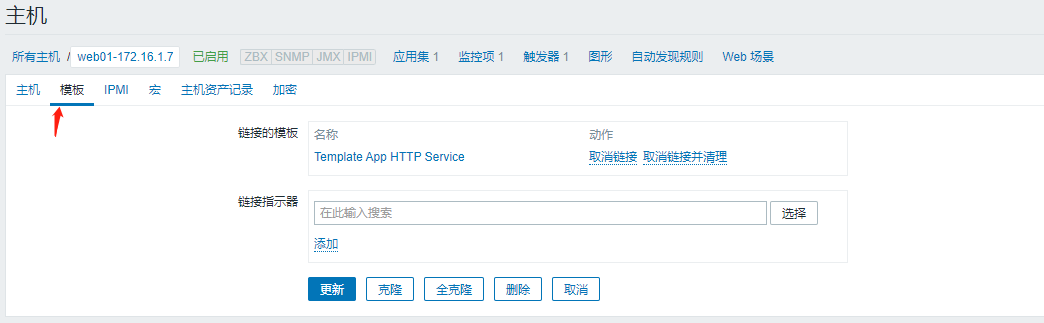 主机
所有主机 / web01-172.16.1.7 已启用 ZBX SNMP JMX IPMI 应用集 1 监控项 1 触发器 1 图形 自动发现规则 Web 场景
主机 模板 IPMI 宏 主机资产记录 加密
链接的模板 名称 动作
Template App HTTP Service 取消链接 取消链接并清理
链接指示器
在此输入搜索 选择
添加
更新 克隆 全克隆 删除 取消